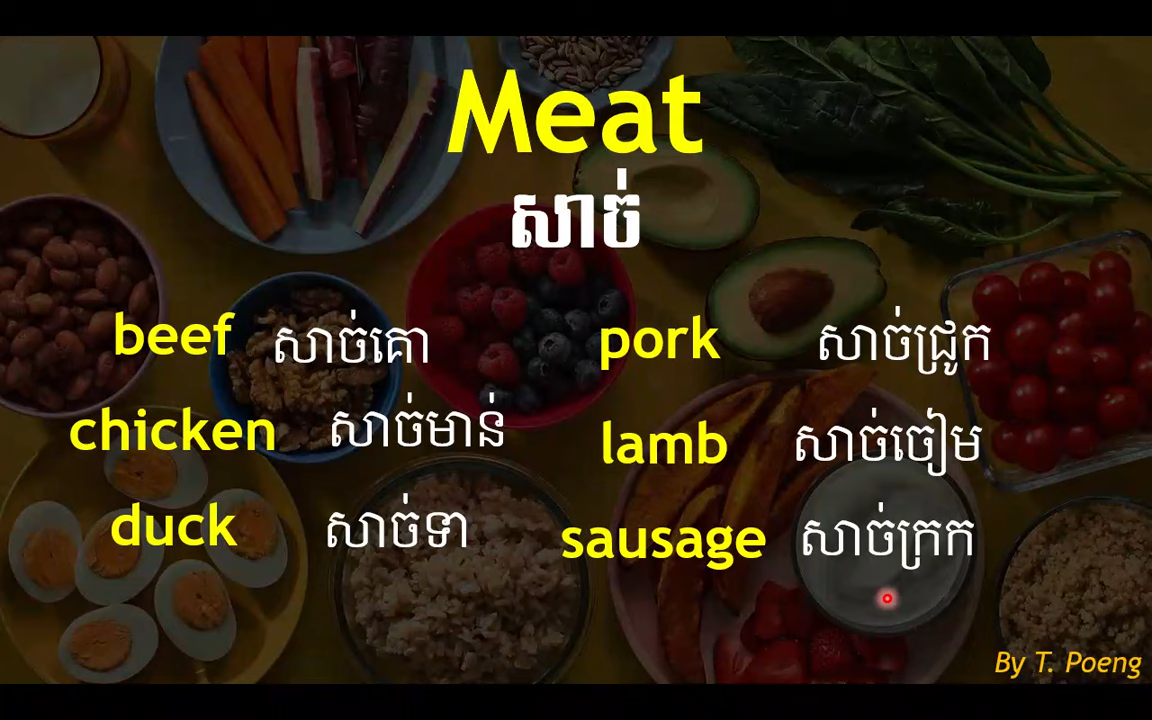 Meat
សាច់
beef សាច់គោ
pork សាច់ជ្រូក
chicken សាច់មាន់
lamb សាច់ចៀម
duck សាច់ទា
sausage សាច់ក្រក
By T. Poeng